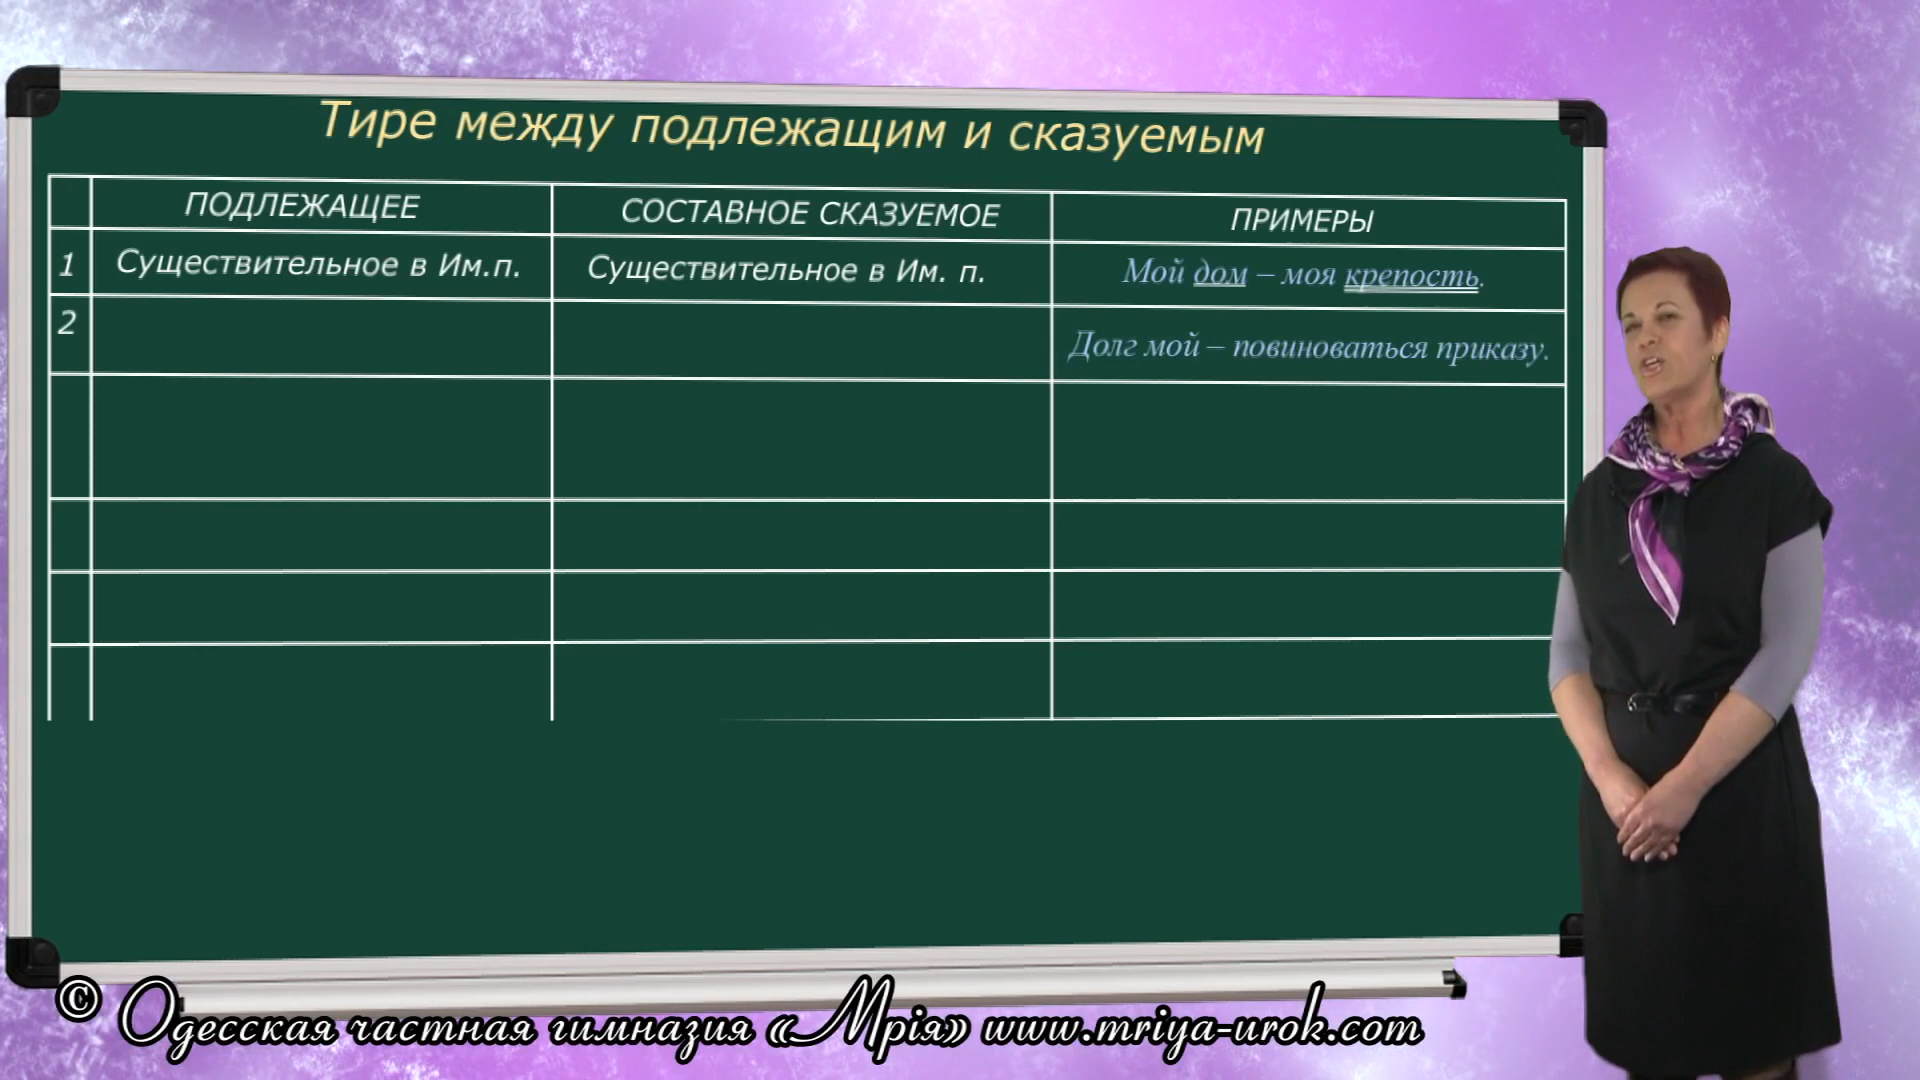 Тире между подлежащим и сказуемым
ПОДЛЕЖАЩЕЕ СОСТАВНОЕ СКАЗУЕМОЕ ПРИМЕРЫ
1 Существительное в Им.п. Существительное в Им. п. Мой дом – моя крепость.
2 Долг мой – повиноваться приказу.
© Одесская частная гимназия «Мрія» www.mriya-urok.com